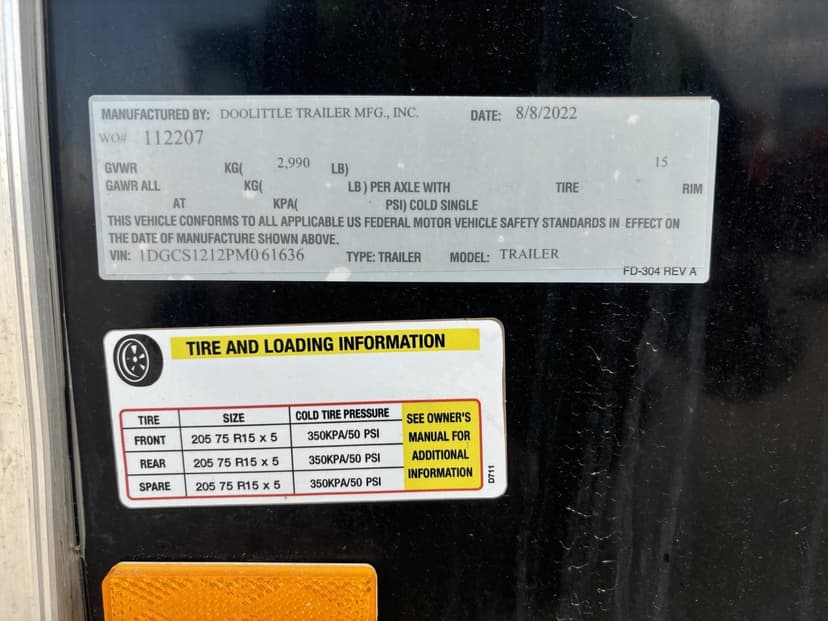 MANUFACTURED BY: DOOLITTLE TRAILER MFG., INC. DATE: 8/8/2022
WO# 112207
GVWR KG( 2,990 LB) 15
GAWR ALL KG( LB) PER AXLE WITH TIRE RIM
AT KPA( PSI) COLD SINGLE
THIS VEHICLE CONFORMS TO ALL APPLICABLE US FEDERAL MOTOR VEHICLE SAFETY STANDARDS IN EFFECT ON
THE DATE OF MANUFACTURE SHOWN ABOVE.
VIN: 1DGCS1212PM061636 TYPE: TRAILER MODEL: TRAILER
FD-304 REV A
TIRE AND LOADING INFORMATION
TIRE SIZE COLD TIRE PRESSURE SEE OWNER'S
FRONT 205 75 R15 x 5 350KPA/50 PSI MANUAL FOR
REAR 205 75 R15 x 5 350KPA/50 PSI ADDITIONAL
SPARE 205 75 R15 x 5 350KPA/50 PSI INFORMATION
D711